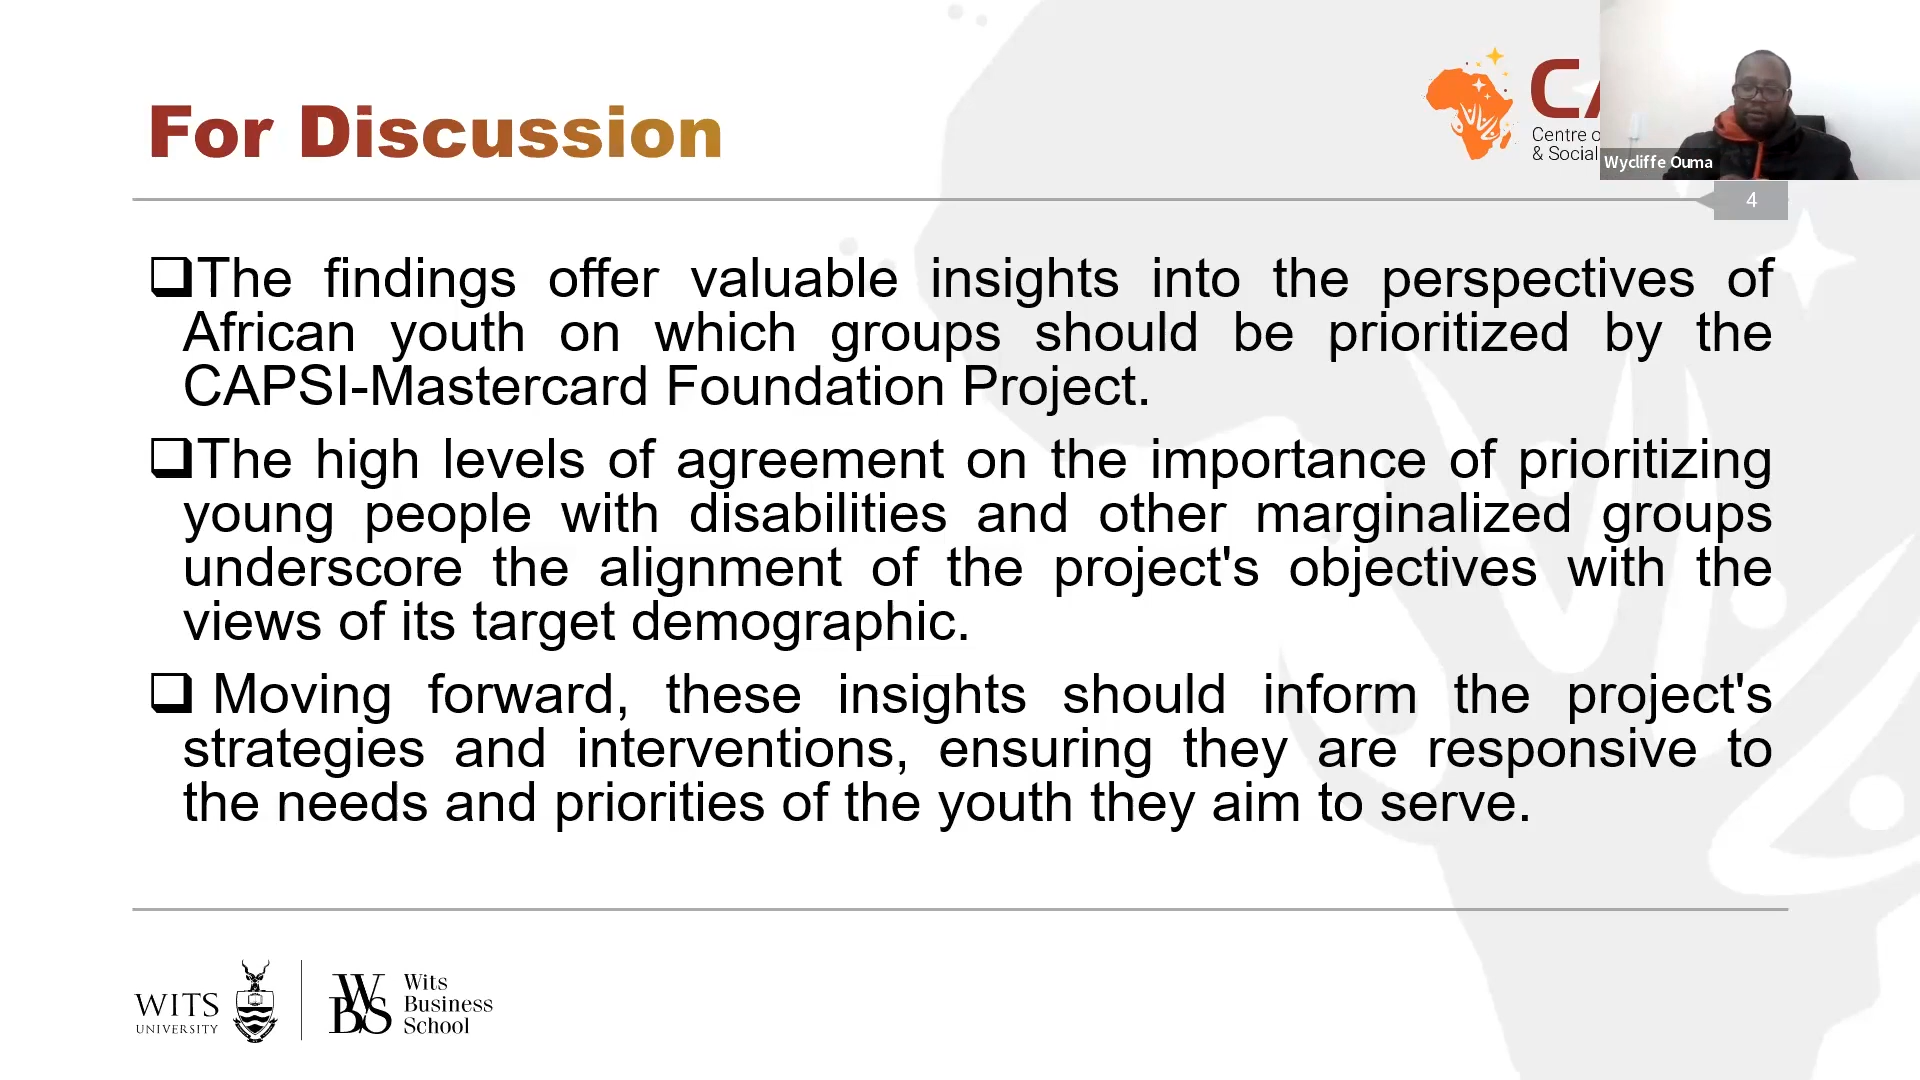 For Discussion
Centre o
& Social
Wycliffe Ouma
4
The findings offer valuable insights into the perspectives of
African youth on which groups should be prioritized by the
CAPSI-Mastercard Foundation Project.
The high levels of agreement on the importance of prioritizing
young people with disabilities and other marginalized groups
underscore the alignment of the project's objectives with the
views of its target demographic.
Moving forward, these insights should inform the project's
strategies and interventions, ensuring they are responsive to
the needs and priorities of the youth they aim to serve.
WITS
UNIVERSITY
WBS
Wits
Business
School